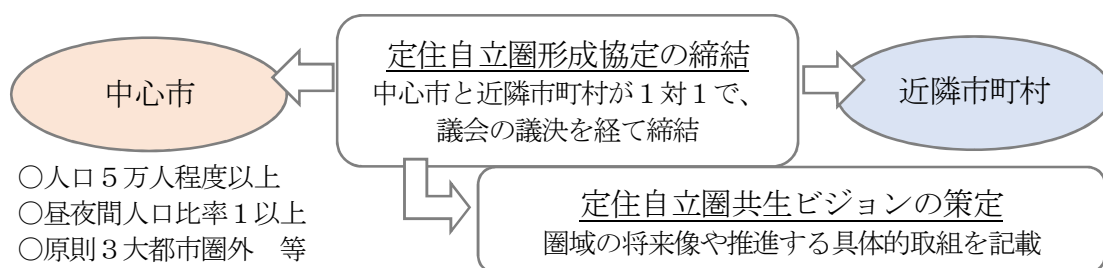 定住自立圏形成協定の締結
中心市と近隣市町村が１対１で、
議会の議決を経て締結
中心市
近隣市町村
○人口５万人程度以上
○昼夜間人口比率１以上
○原則３大都市圏外　等
定住自立圏共生ビジョンの策定
圏域の将来像や推進する具体的取組を記載